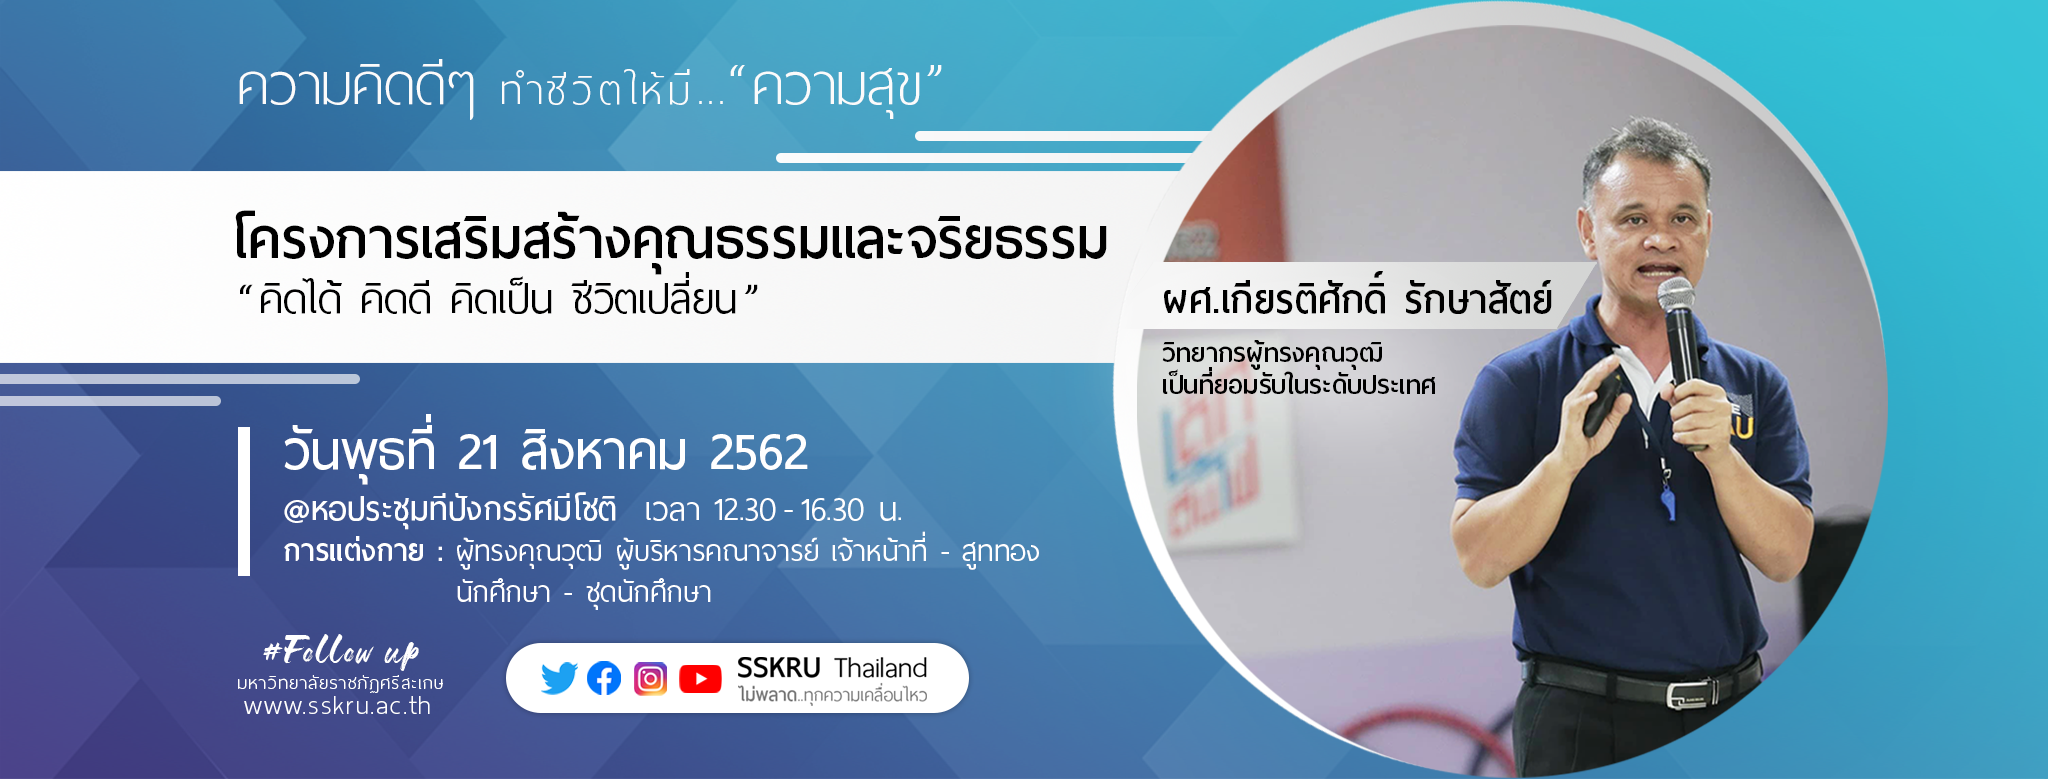 ความคิดดีๆ ทำชีวิตให้มี... “ความสุข”
โครงการเสริมสร้างคุณธรรมและจริยธรรม
“คิดได้ คิดดี คิดเป็น ชีวิตเปลี่ยน”
ผศ.เกียรติศักดิ์ รักษาสัตย์
วิทยากรผู้ทรงคุณวุฒิ
เป็นที่ยอมรับในระดับประเทศ
วันพุธที่ 21 สิงหาคม 2562
@หอประชุมทีปังกรรัศมีโชติ เวลา 12.30 - 16.30 น.
การแต่งกาย : ผู้ทรงคุณวุฒิ ผู้บริหารคณาจารย์ เจ้าหน้าที่ - สูททอง
นักศึกษา - ชุดนักศึกษา
#Follow up
มหาวิทยาลัยราชภัฏศรีสะเกษ
www.sskru.ac.th
SSKRU Thailand
ไม่พลาด...ทุกความเคลื่อนไหว